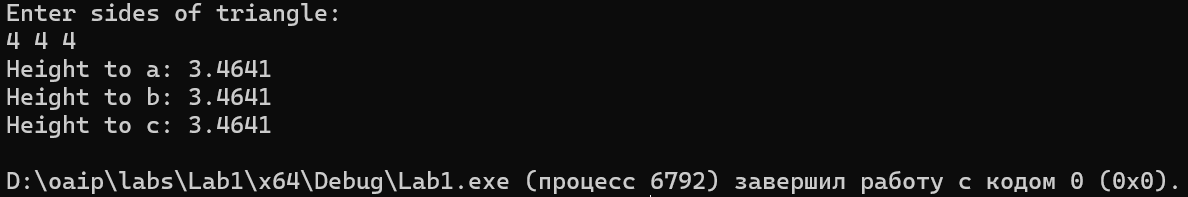 Enter sides of triangle:
4 4 4
Height to a: 3.4641
Height to b: 3.4641
Height to c: 3.4641
D:\oaip\labs\Lab1\x64\Debug\Lab1.exe (процесс 6792) завершил работу с кодом 0 (0x0).